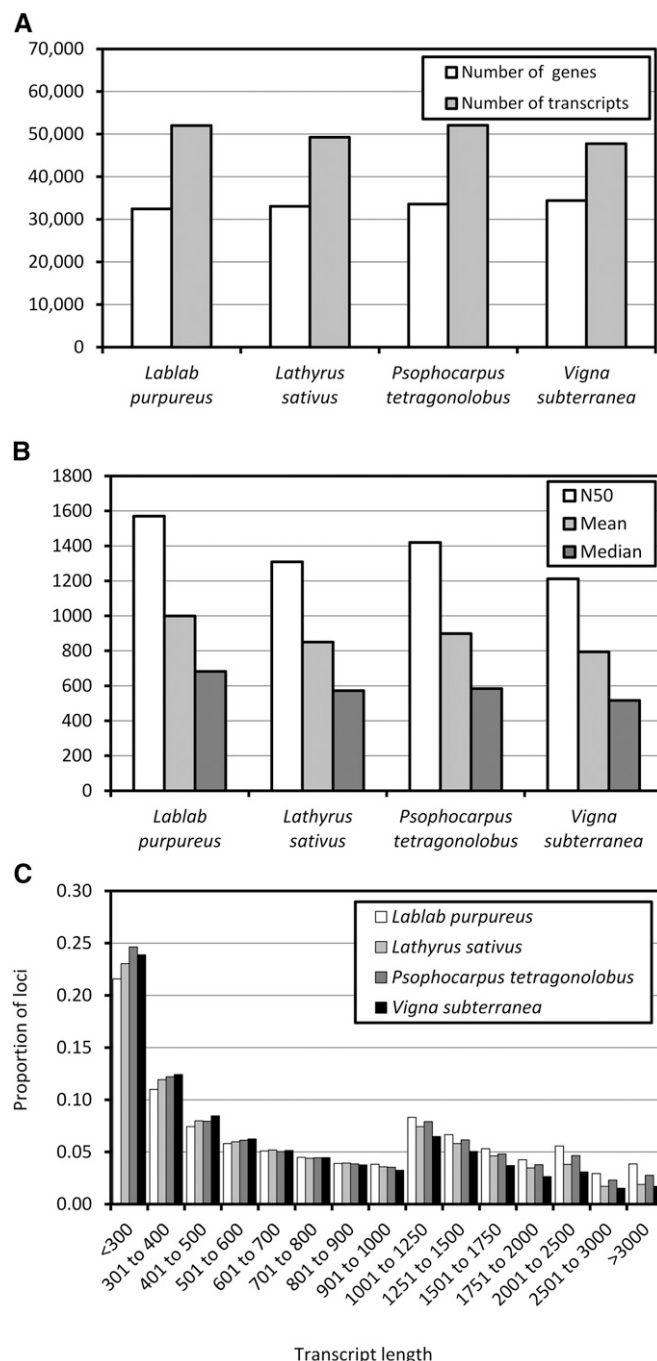 A
70,000
60,000
50,000
40,000
30,000
20,000
10,000
0
Number of genes
Number of transcripts
Lablab
purpureus
Lathyrus
sativus
Psophocarpus
tetragonolobus
Vigna
subterranea
B
1800
1600
1400
1200
1000
800
600
400
200
0
N50
Mean
Median
Lablab
purpureus
Lathyrus
sativus
Psophocarpus
tetragonolobus
Vigna
subterranea
C
0.30
0.25
0.20
0.15
0.10
0.05
0.00
Proportion of loci
Lablab purpureus
Lathyrus sativus
Psophocarpus tetragonolobus
Vigna subterranea
<300
301 to 400
401 to 500
501 to 600
601 to 700
701 to 800
801 to 900
901 to 1000
1001 to 1250
1251 to 1500
1501 to 1750
1751 to 2000
2001 to 2500
2501 to 3000
>3000
Transcript length